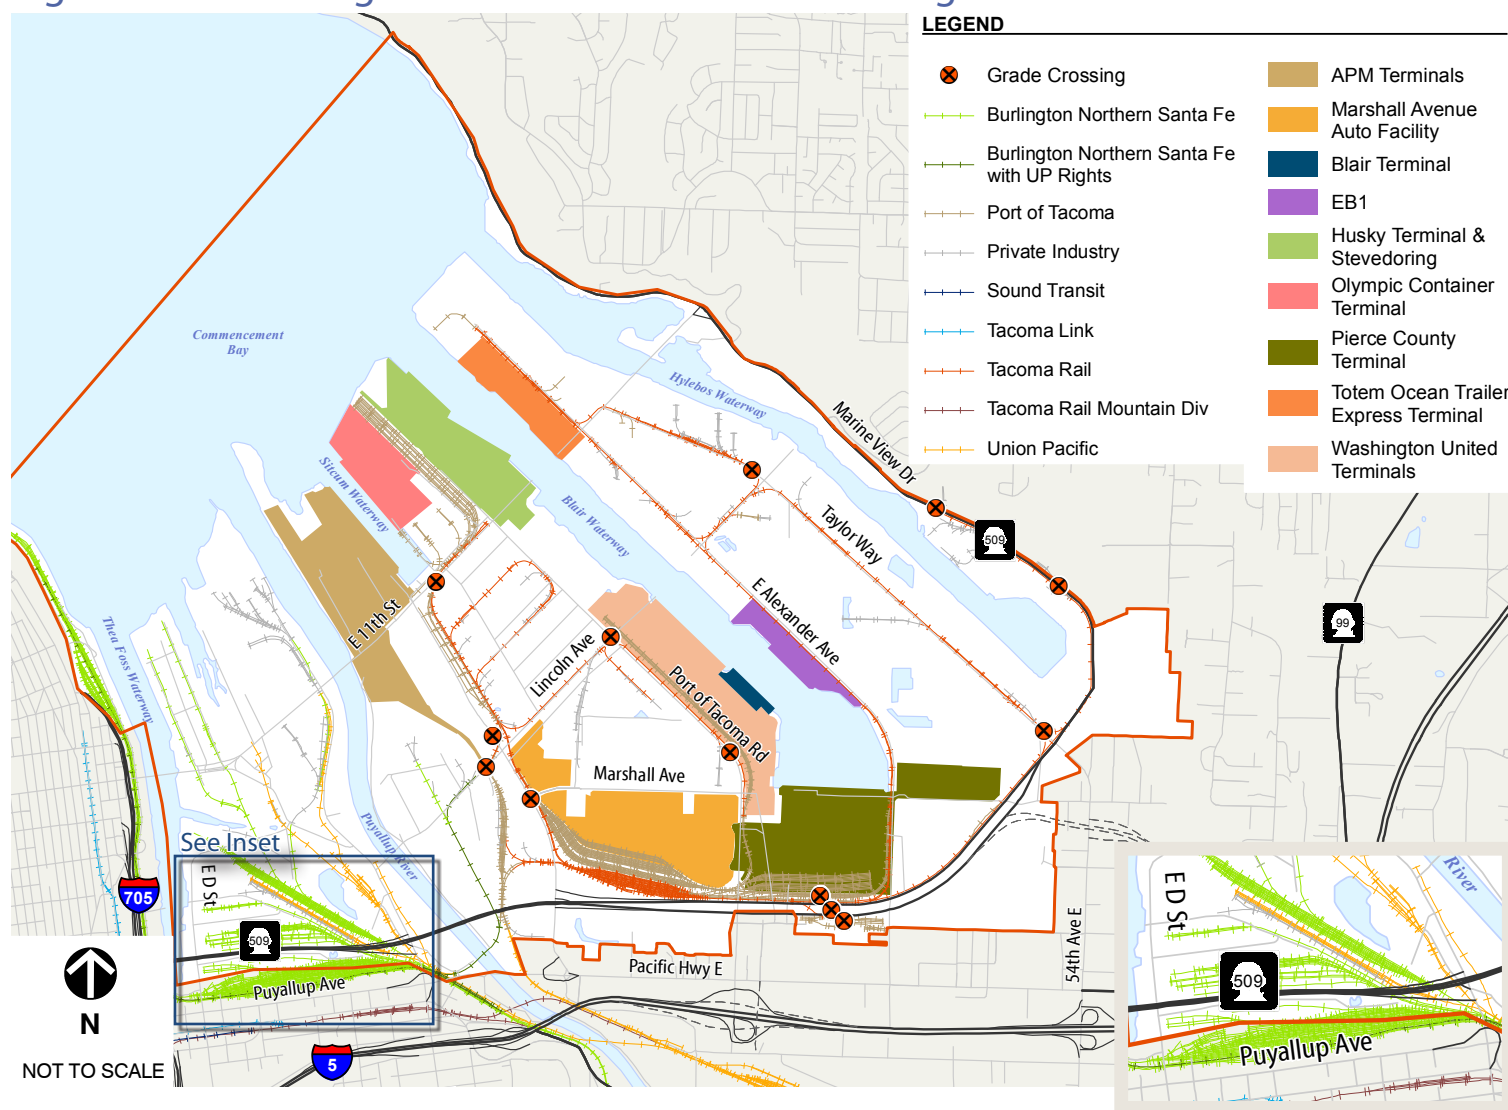 LEGEND
Grade Crossing
Burlington Northern Santa Fe
Burlington Northern Santa Fe
with UP Rights
Port of Tacoma
Private Industry
Sound Transit
Tacoma Link
Tacoma Rail
Tacoma Rail Mountain Div
Union Pacific
APM Terminals
Marshall Avenue
Auto Facility
Blair Terminal
EB1
Husky Terminal &
Stevedoring
Olympic Container
Terminal
Pierce County
Terminal
Totem Ocean Trailer
Express Terminal
Washington United
Terminals
Commencement
Bay
Hylebos Waterway
Marine View Dr
Sitcum Waterway
Blair Waterway
Taylor Way
509
99
E 11th St
E Alexander Ave
Thea Foss Waterway
Lincoln Ave
Port of Tacoma Rd
Marshall Ave
Puyallup River
See Inset
E D St
705
509
Puyallup Ave
Pacific Hwy E
54th Ave E
5
N
NOT TO SCALE
River
E D St
509
Puyallup Ave